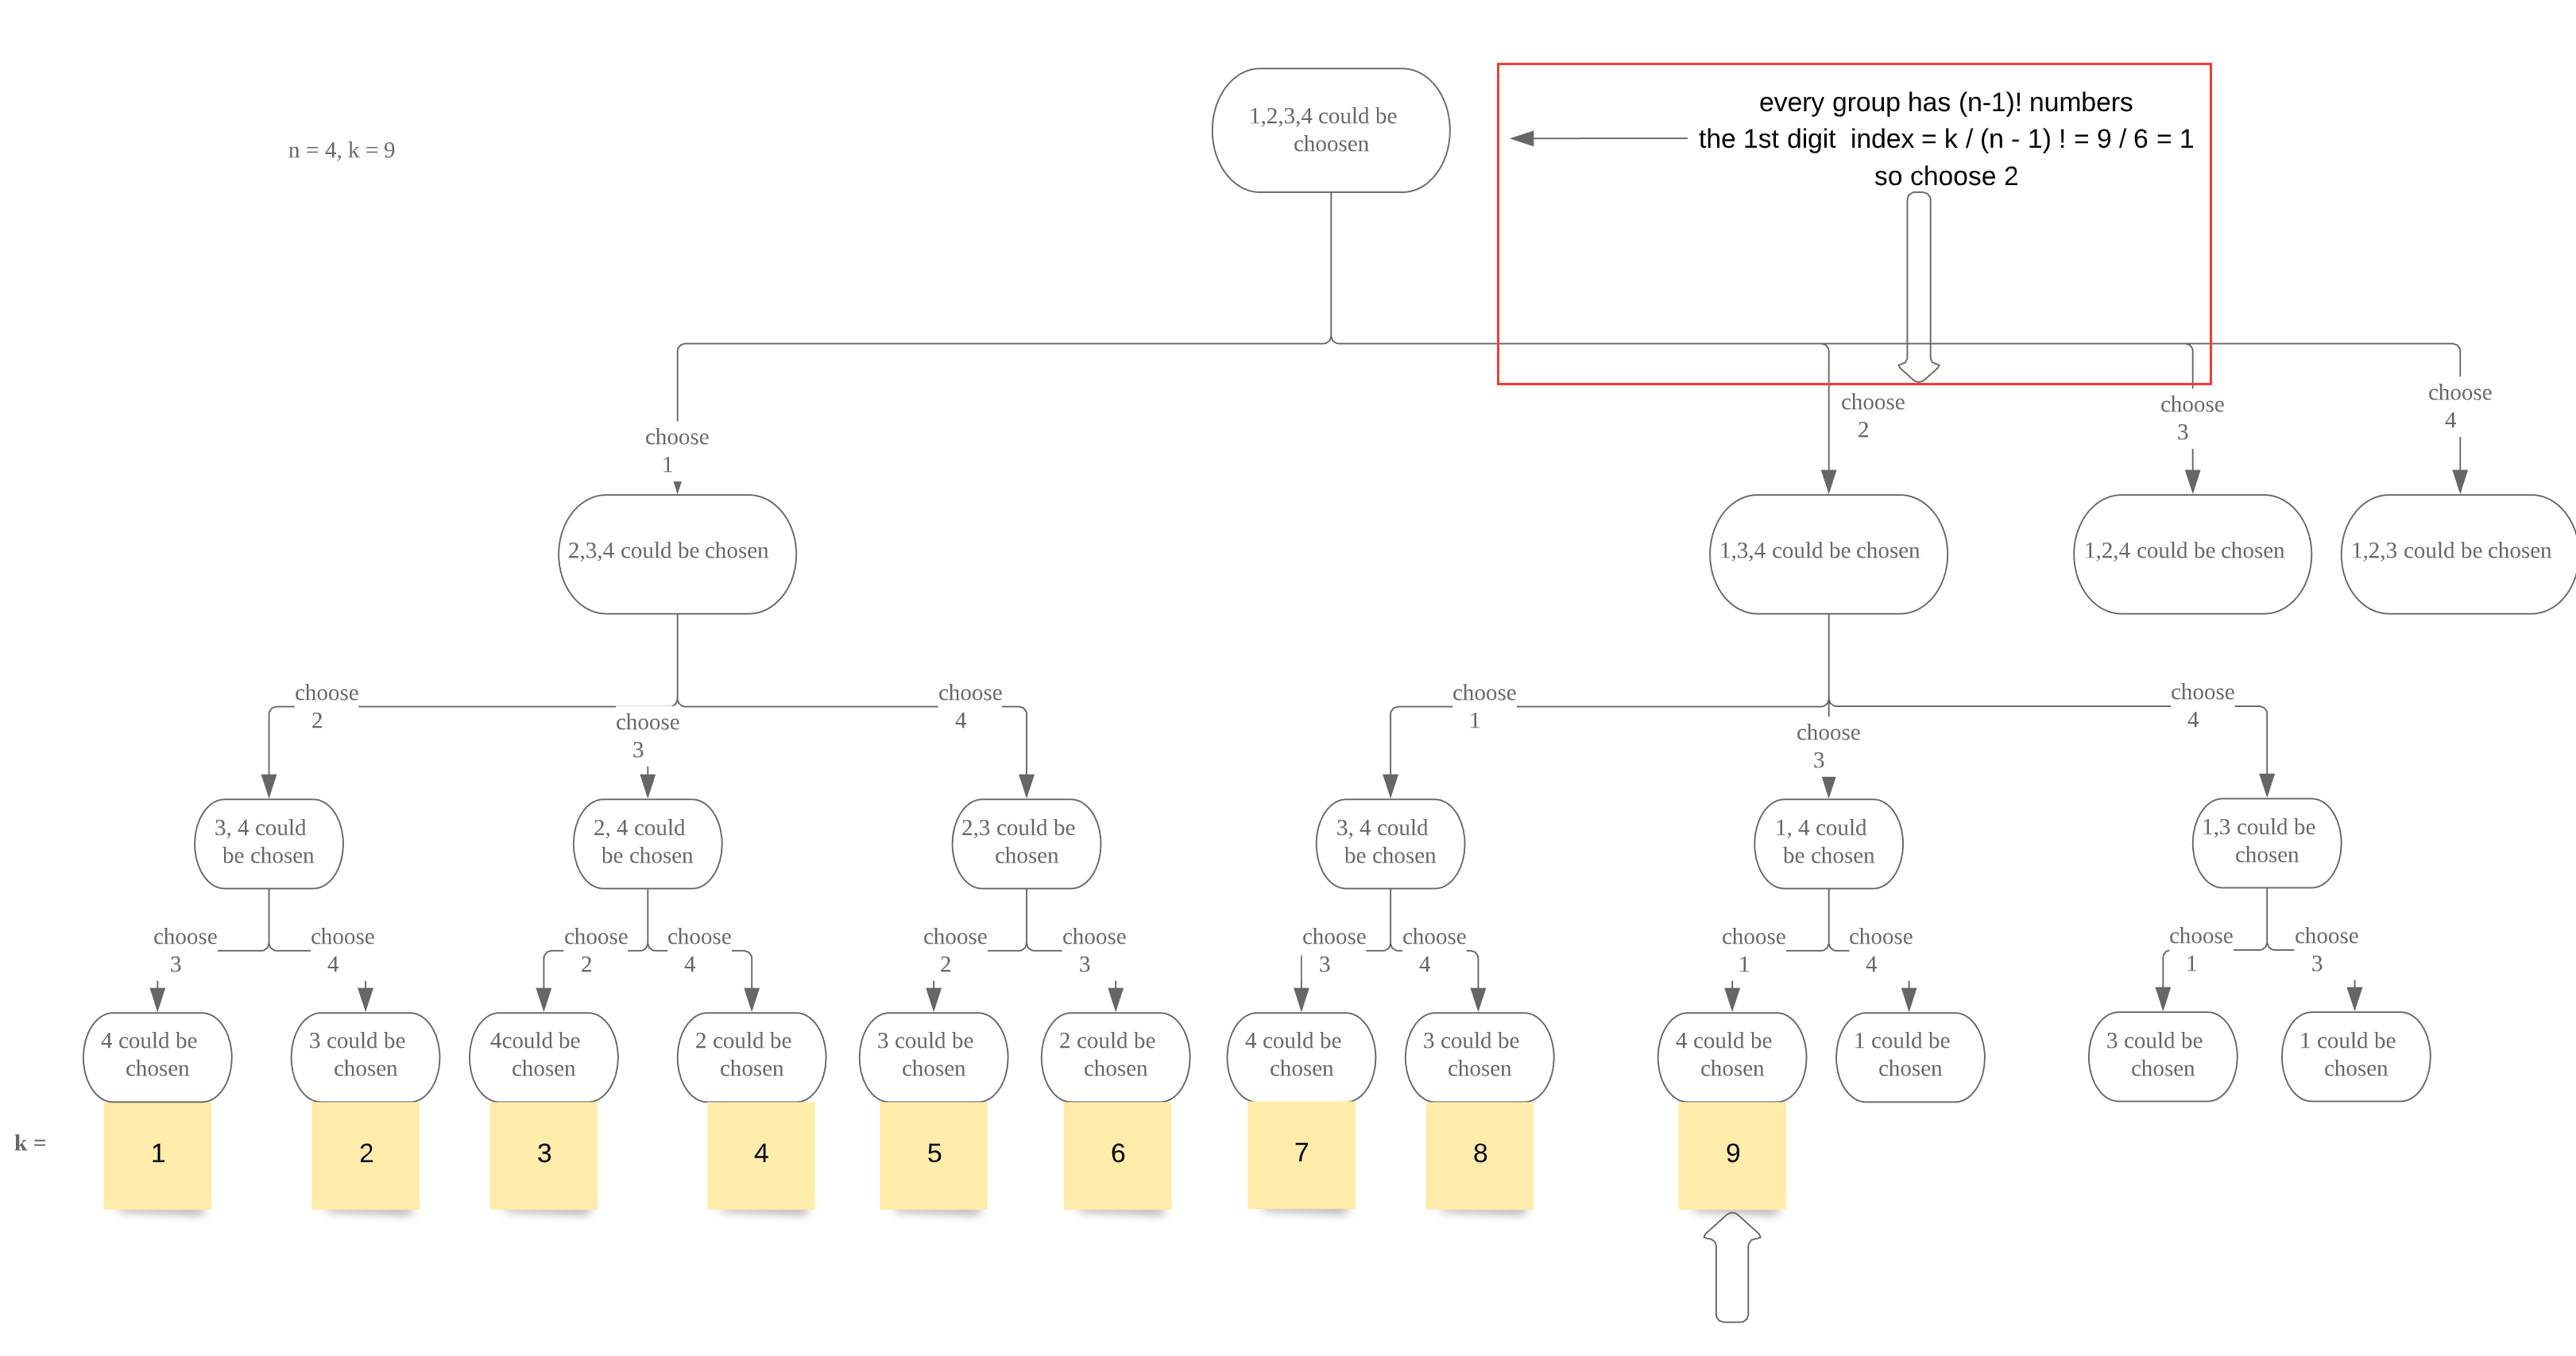 every group has (n-1)! numbers
1,2,3,4 could be
choosen
the 1st digit  index = k / (n - 1) ! = 9 / 6 = 1
n = 4, k = 9
so choose 2
choose
1
choose
2
choose
3
choose
4
2,3,4 could be chosen
1,3,4 could be chosen
1,2,4 could be chosen
1,2,3 could be chosen
choose
2
choose
3
choose
4
choose
1
choose
3
choose
4
3, 4 could
be chosen
2, 4 could
be chosen
2,3 could be
chosen
3, 4 could
be chosen
1, 4 could
be chosen
1,3 could be
chosen
choose
3
choose
4
choose
2
choose
4
choose
2
choose
3
choose
3
choose
4
choose
1
choose
4
choose
1
choose
3
4 could be
chosen
3 could be
chosen
4could be
chosen
2 could be
chosen
3 could be
chosen
2 could be
chosen
4 could be
chosen
3 could be
chosen
4 could be
chosen
1 could be
chosen
3 could be
chosen
1 could be
chosen
k =
1
2
3
4
5
6
7
8
9